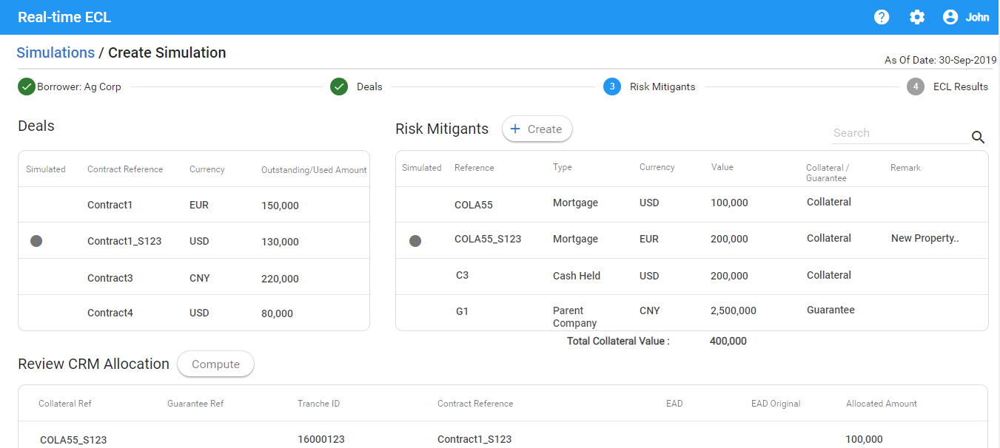 Real-time ECL
? John
Simulations / Create Simulation
As Of Date: 30-Sep-2019
Borrower: Ag Corp Deals 3 Risk Mitigants 4 ECL Results
Deals
Simulated Contract Reference Currency Outstanding/Used Amount
Contract1 EUR 150,000
Contract1_S123 USD 130,000
Contract3 CNY 220,000
Contract4 USD 80,000
Risk Mitigants + Create
Search
Simulated Reference Type Currency Value Collateral /
Guarantee Remark
COLA55 Mortgage USD 100,000 Collateral
COLA55_S123 Mortgage EUR 200,000 Collateral New Property..
C3 Cash Held USD 200,000 Collateral
G1 Parent
Company CNY 2,500,000 Guarantee
Total Collateral Value : 400,000
Review CRM Allocation Compute
Collateral Ref Guarantee Ref Tranche ID Contract Reference EAD EAD Original Allocated Amount
COLA55_S123 16000123 Contract1_S123 100,000